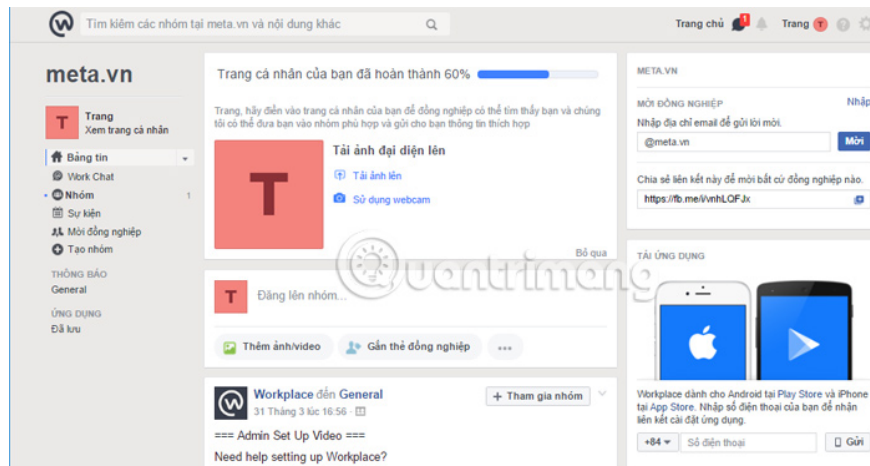 Tìm kiếm các nhóm tại meta.vn và nội dung khác
Trang chủ
1
Trang
T
meta.vn
T
Trang
Xem trang cá nhân
Bảng tin
Work Chat
Nhóm
1
Sự kiện
Mời đồng nghiệp
Tạo nhóm
THÔNG BÁO
General
ỨNG DỤNG
Đã lưu
Trang cá nhân của bạn đã hoàn thành 60%
Trang, hãy điền vào trang cá nhân của bạn để đồng nghiệp có thể tìm thấy bạn và chúng
tôi có thể đưa bạn vào nhóm phù hợp và gửi cho bạn thông tin thích hợp
T
Tải ảnh đại diện lên
Tải ảnh lên
Sử dụng webcam
Bỏ qua
Quantrimang
T
Đăng lên nhóm...
Thêm ảnh/video
Gắn thẻ đồng nghiệp
Workplace đến General
31 Tháng 3 lúc 16:56
+ Tham gia nhóm
=== Admin Set Up Video ===
Need help setting up Workplace?
META.VN
MỜI ĐỒNG NGHIỆP
Nhập
Nhập địa chỉ email để gửi lời mời.
@meta.vn
Mời
Chia sẻ liên kết này để mời bất cứ đồng nghiệp nào.
https://fb.me/i/vnhLQFJx
TẢI ỨNG DỤNG
Workplace dành cho Android tại Play Store và iPhone
tại App Store. Nhập số điện thoại của bạn để nhận
liên kết cài đặt ứng dụng.
+84
Số điện thoại
Gửi